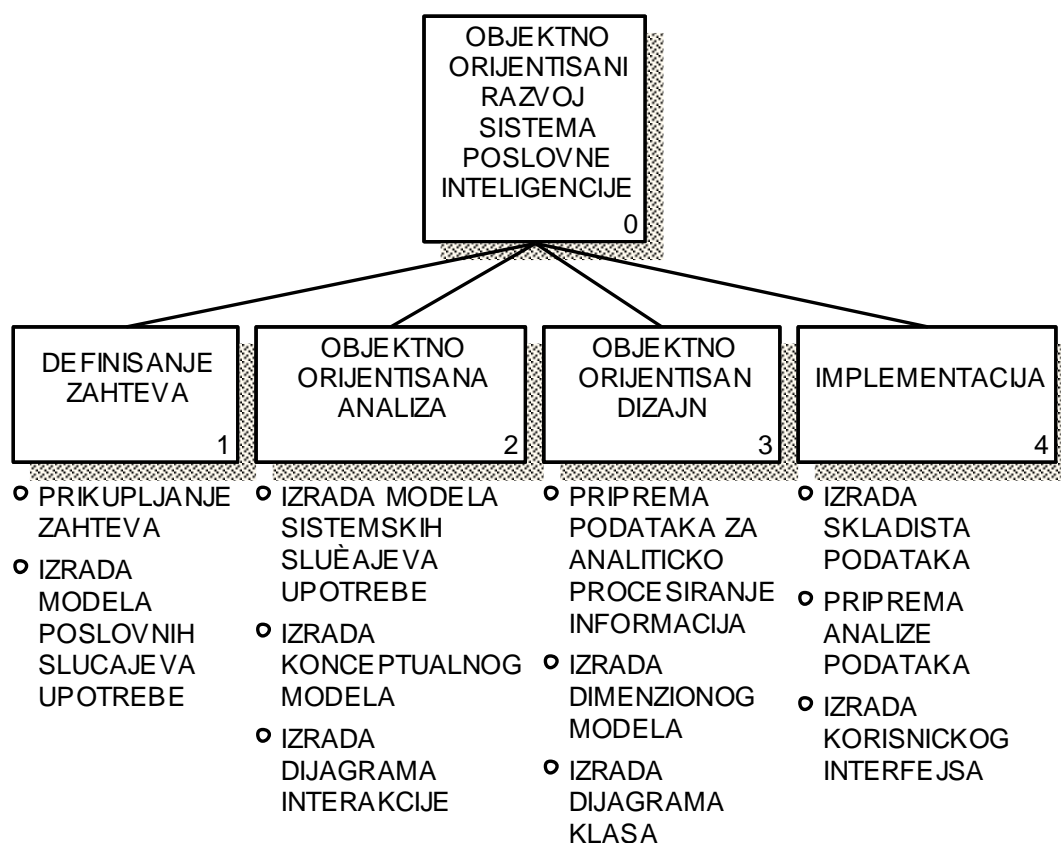 OBJEKTNO
ORIJENTISANI
RAZVOJ
SISTEMA
POSLOVNE
INTELIGENCIJE
0
DEFINISANJE
ZAHTEVA
1
OBJEKTNO
ORIJENTISANA
ANALIZA
2
OBJEKTNO
ORIJENTISAN
DIZAJN
3
IMPLEMENTACIJA
4
PRIKUPLJANJE
ZAHTEVA
IZRADA
MODELA
POSLOVNIH
SLUCAJEVA
UPOTREBE
IZRADA MODELA
SISTEMSKIH
SLUÈAJEVA
UPOTREBE
IZRADA
KONCEPTUALNOG
MODELA
IZRADA
DIJAGRAMA
INTERAKCIJE
PRIPREMA
PODATAKA ZA
ANALITICKO
PROCESIRANJE
INFORMACIJA
IZRADA
DIMENZIONOG
MODELA
IZRADA
DIJAGRAMA
KLASA
IZRADA
SKLADISTA
PODATAKA
PRIPREMA
ANALIZE
PODATAKA
IZRADA
KORISNICKOG
INTERFEJSA